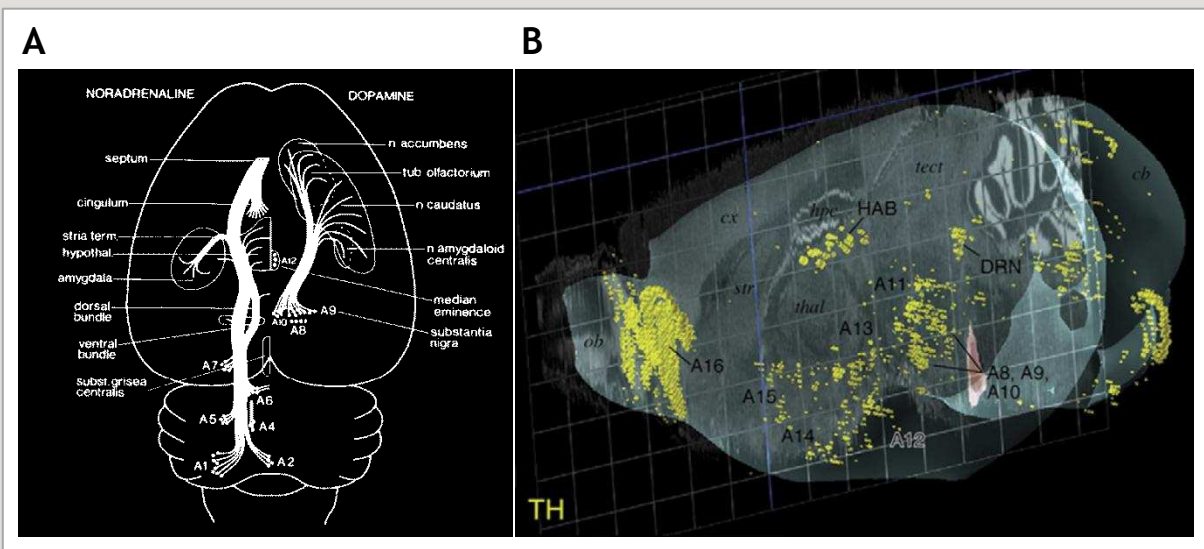 A
NORADRENALINE
DOPAMINE
septum
cingulum
stria term
hypothal.
amygdala
dorsal
bundle
ventral
bundle
subst.grisea
centralis
n accumbens
tub olfactorium
n caudatus
n amygdaloid
centralis
median
eminence
substantia
nigra
A12
A10
A9
A8
A7
A6
A5
A4
A1
A2
B
cx
hpc
HAB
tect
cb
DRN
str
thal
A11
A13
ob
A16
A15
A14
A12
A8, A9,
A10
TH